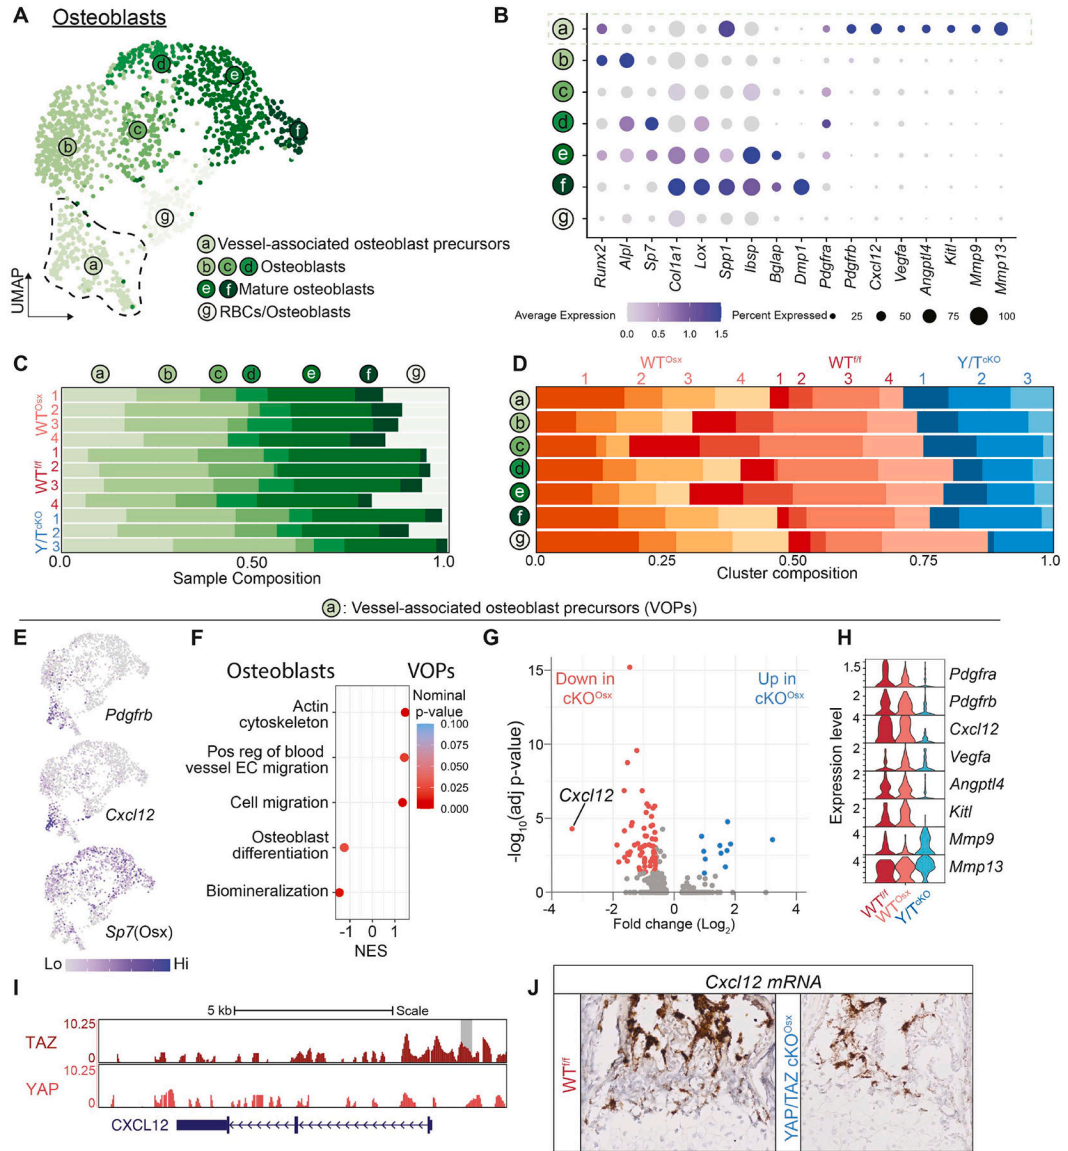 A
Osteoblasts
d
e
f
b
c
g
a
UMAP
a Vessel-associated osteoblast precursors
b c d Osteoblasts
e f Mature osteoblasts
g RBCs/Osteoblasts
B
a
b
c
d
e
f
g
Runx2 Alpl Sp7 Col1a1 Lox Spp1 Ibsp Bglap Dmp1 Pdgfra Pdgfrb Cxcl12 Vegfa Angptl4 Kitl Mmp9 Mmp13
Average Expression 0.0 0.5 1.0 1.5 Percent Expressed 25 50 75 100
C
a b c d e f g
WTOsx 1 2 3 4
WTf/f 1 2 3 4
Y/TcKO 1 2 3
0.0 0.50 1.0
Sample Composition
D
WTOsx WTf/f Y/TcKO
1 2 3 4 1 2 3 4 1 2 3
a
b
c
d
e
f
g
0.0 0.25 0.50 0.75 1.0
Cluster composition
a : Vessel-associated osteoblast precursors (VOPs)
E
Pdgfrb
Cxcl12
Sp7(Osx)
Lo Hi
F
Osteoblasts VOPs
Actin
cytoskeleton
Pos reg of blood
vessel EC migration
Cell migration
Osteoblast
differentiation
Biomineralization
-1 0 1
NES
Nominal
p-value
0.100
0.075
0.050
0.025
0.000
G
Down in
cKOOsx
Up in
cKOOsx
Cxcl12
-log10(adj p-value)
15
10
5
0
-4 -2 0 2 4
Fold change (Log2)
H
Expression level
1.5 Pdgfra
2 Pdgfrb
4 Cxcl12
2 Vegfa
2 Angptl4
2 Kitl
4 Mmp9
4 Mmp13
WTf/f WTOsx Y/TcKO
I
5 kb Scale
10.25
TAZ
0
10.25
YAP
0
CXCL12
J
Cxcl12 mRNA
WTf/f
YAP/TAZ cKOOsx